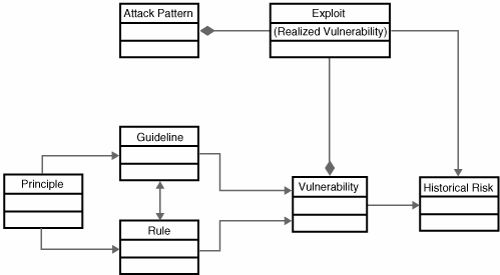 Attack Pattern
Exploit
(Realized Vulnerability)
Guideline
Principle
Vulnerability
Historical Risk
Rule